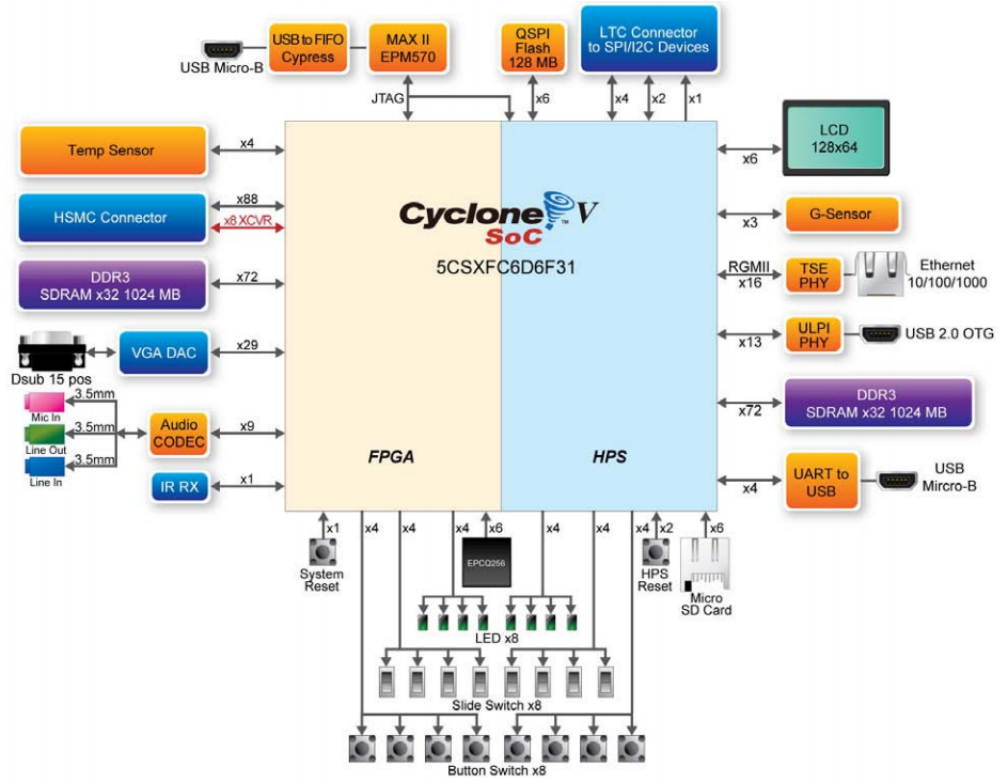 USB Micro-B
USB to FIFO
Cypress
MAX II
EPM570
QSPI
Flash
128 MB
LTC Connector
to SPI/I2C Devices
JTAG
x6
x4
x2
x1
Temp Sensor
x4
HSMC Connector
x88
x8 XCVR
DDR3
SDRAM x32 1024 MB
x72
Dsub 15 pos
VGA DAC
x29
3.5mm
Mic In
3.5mm
Line Out
3.5mm
Line In
Audio
CODEC
x9
IR RX
x1
Cyclone V
™
SoC
5CSXFC6D6F31
FPGA
HPS
LCD
128x64
x6
G-Sensor
x3
RGMII
x16
TSE
PHY
Ethernet
10/100/1000
x13
ULPI
PHY
USB 2.0 OTG
x72
DDR3
SDRAM x32 1024 MB
x4
UART to
USB
USB
Mircro-B
x1
x4
x4
x4
x6
x4
x4
x4
x2
x6
System
Reset
EPCQ256
HPS
Reset
Micro
SD Card
LED x8
Slide Switch x8
Button Switch x8